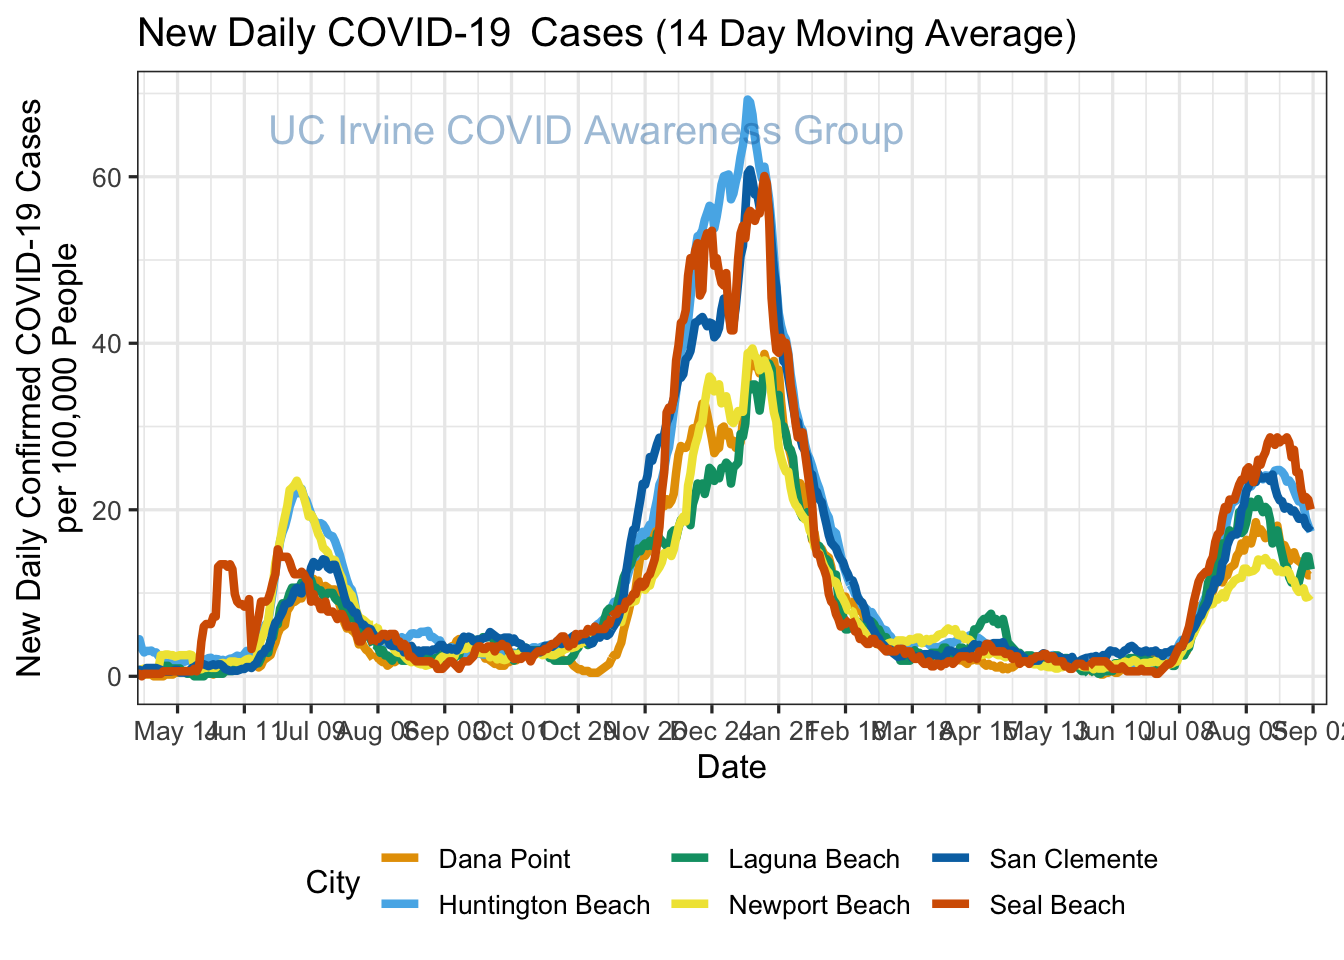 New Daily COVID-19 Cases (14 Day Moving Average)
UC Irvine COVID Awareness Group
New Daily Confirmed COVID-19 Cases
per 100,000 People
60
40
20
0
May 14 Jun 11 Jul 09 Aug 06 Sep 03 Oct 01 Oct 29 Nov 26 Dec 24 Jan 21 Feb 18 Mar 18 Apr 15 May 13 Jun 10 Jul 08 Aug 05 Sep 02
Date
City
Dana Point
Laguna Beach
San Clemente
Huntington Beach
Newport Beach
Seal Beach